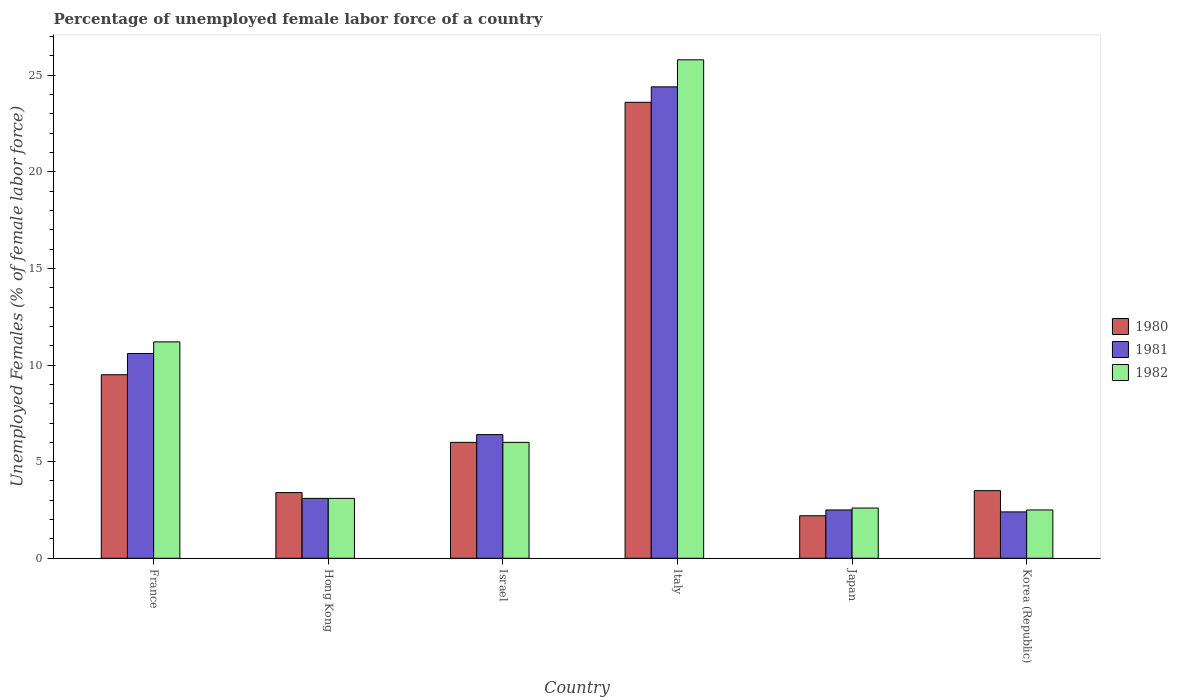 Percentage of unemployed female labor force of a country
Unemployed Females (% of female labor force)
25
20
15
10
5
0
France
Hong Kong
Israel
Italy
Japan
Korea (Republic)
Country
1980
1981
1982